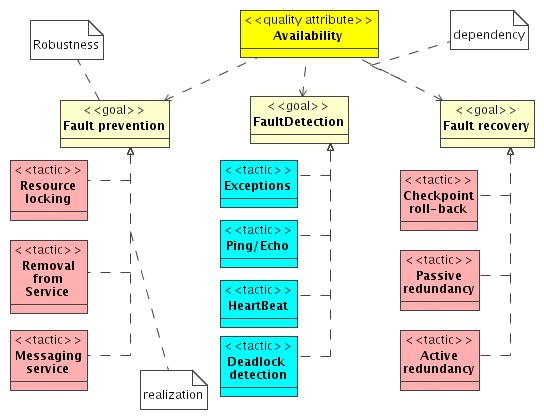 <<quality attribute>>
Availability
Robustness
dependency
<<goal>>
Fault prevention
<<goal>>
FaultDetection
<<goal>>
Fault recovery
<<tactic>>
Resource
locking
<<tactic>>
Removal
from
Service
<<tactic>>
Messaging
service
<<tactic>>
Exceptions
<<tactic>>
Ping/Echo
<<tactic>>
HeartBeat
<<tactic>>
Deadlock
detection
<<tactic>>
Checkpoint
roll-back
<<tactic>>
Passive
redundancy
<<tactic>>
Active
redundancy
realization